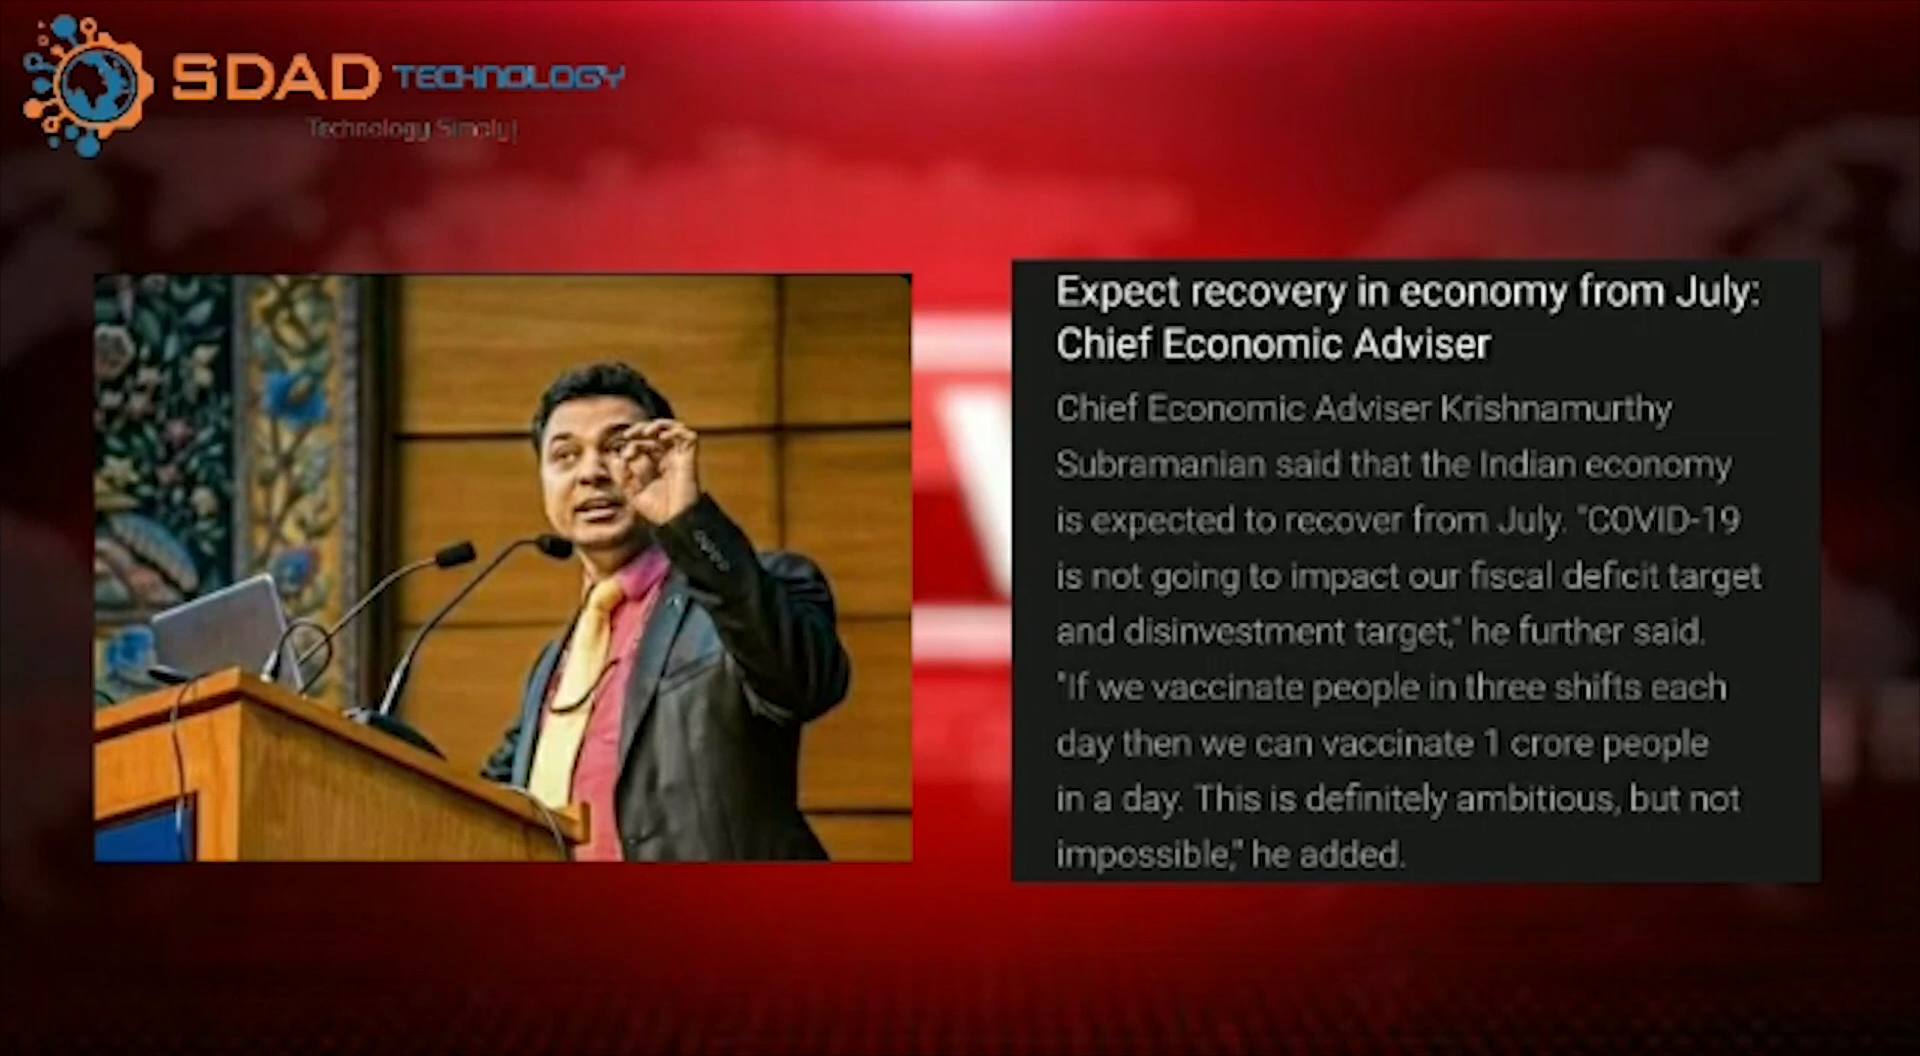 SDAD TECHNOLOGY
Technology Simply!
Expect recovery in economy from July:
Chief Economic Adviser
Chief Economic Adviser Krishnamurthy
Subramanian said that the Indian economy
is expected to recover from July. "COVID-19
is not going to impact our fiscal deficit target
and disinvestment target," he further said.
"If we vaccinate people in three shifts each
day then we can vaccinate 1 crore people
in a day. This is definitely ambitious, but not
impossible," he added.